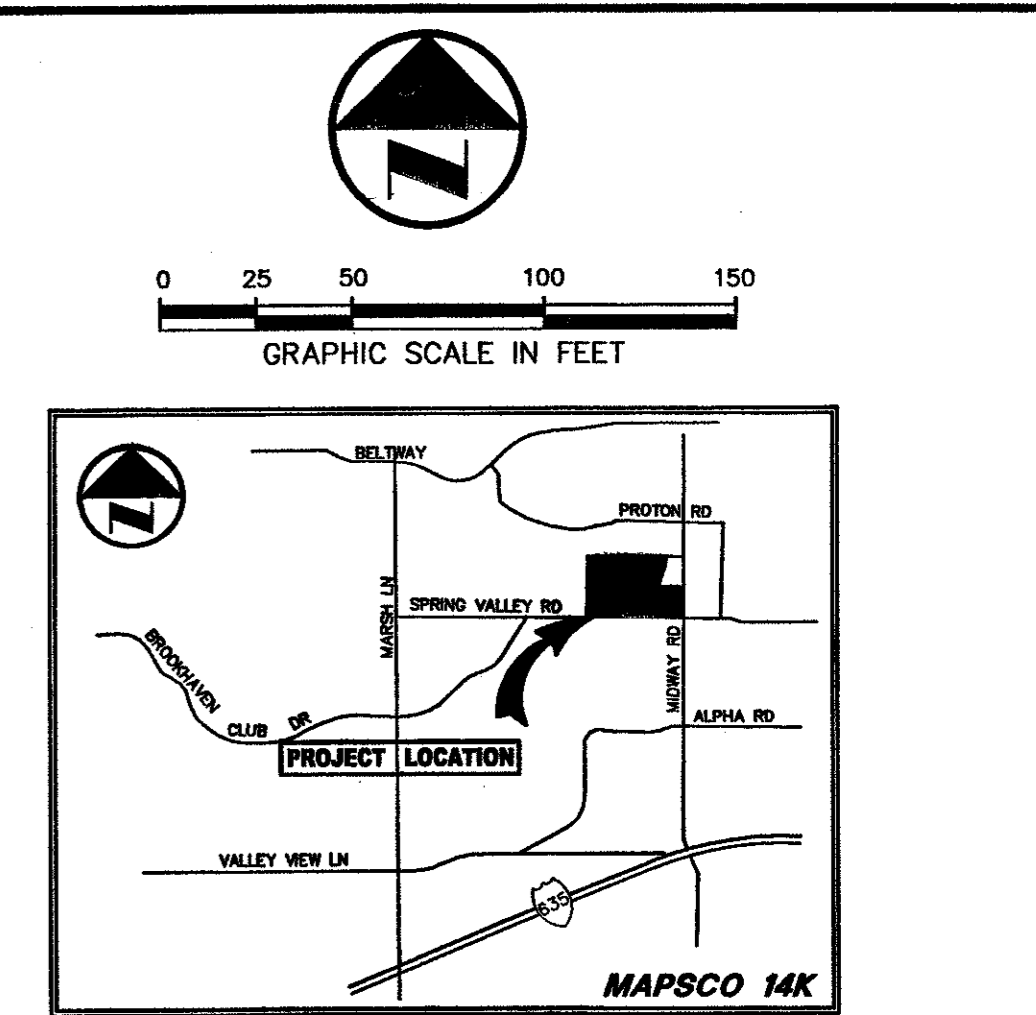 N
0 25 50 100 150
GRAPHIC SCALE IN FEET
N
BELTWAY
PROTON RD
MARSH LN
SPRING VALLEY RD
MIDWAY RD
BROOKHAVEN
CLUB DR
ALPHA RD
PROJECT LOCATION
VALLEY VIEW LN
635
MAPSCO 14K